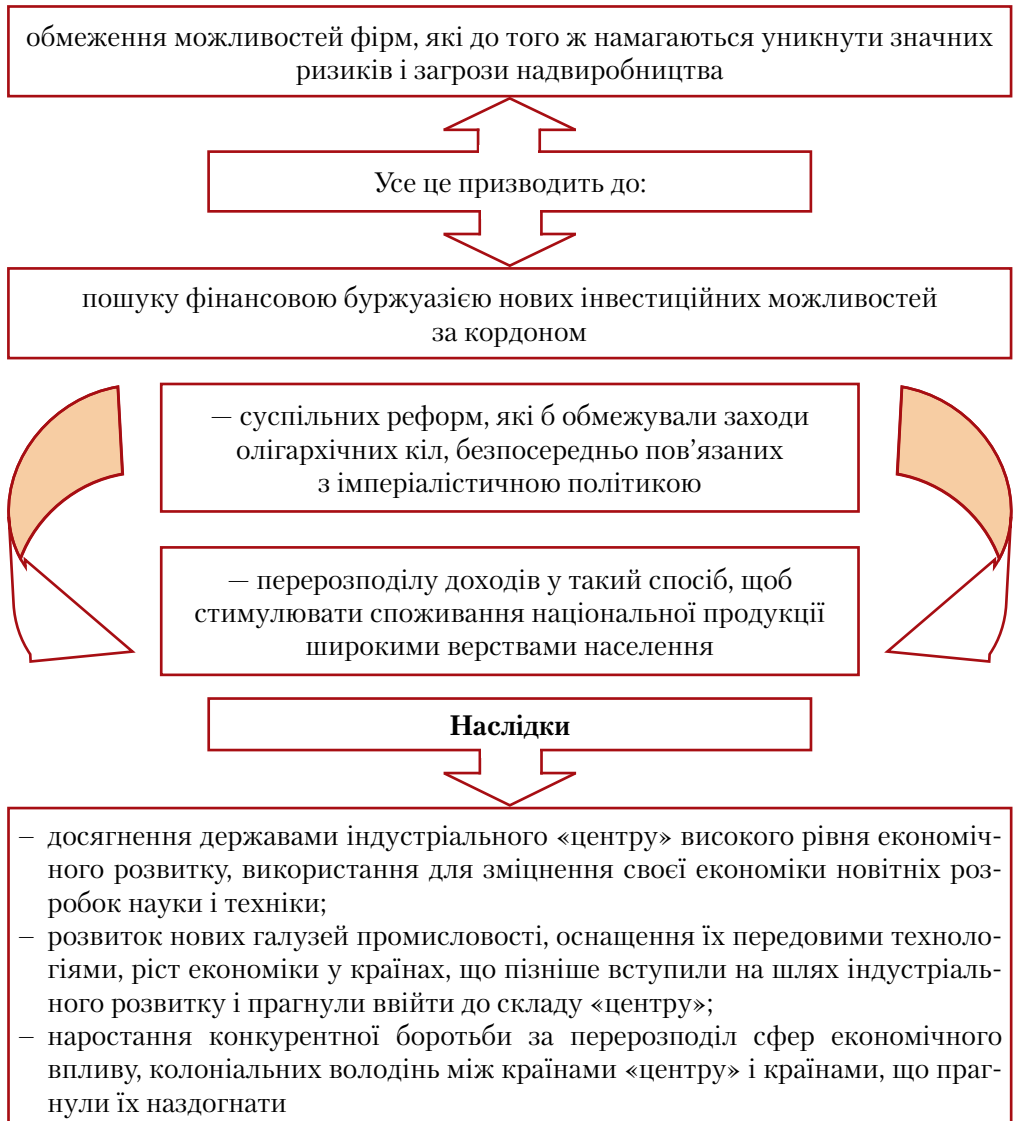 обмеження можливостей фірм, які до того ж намагаються уникнути значних
ризиків і загрози надвиробництва
Усе це призводить до:
пошуку фінансовою буржуазією нових інвестиційних можливостей
за кордоном
— суспільних реформ, які б обмежували заходи
олігархічних кіл, безпосередньо пов’язаних
з імперіалістичною політикою
— перерозподілу доходів у такий спосіб, щоб
стимулювати споживання національної продукції
широкими верствами населення
Наслідки
– досягнення державами індустріального «центру» високого рівня економіч-
ного розвитку, використання для зміцнення своєї економіки новітніх роз-
робок науки і техніки;
– розвиток нових галузей промисловості, оснащення їх передовими техноло-
гіями, ріст економіки у країнах, що пізніше вступили на шлях індустріаль-
ного розвитку і прагнули ввійти до складу «центру»;
– наростання конкурентної боротьби за перерозподіл сфер економічного
впливу, колоніальних володінь між країнами «центру» і країнами, що праг-
нули їх наздогнати